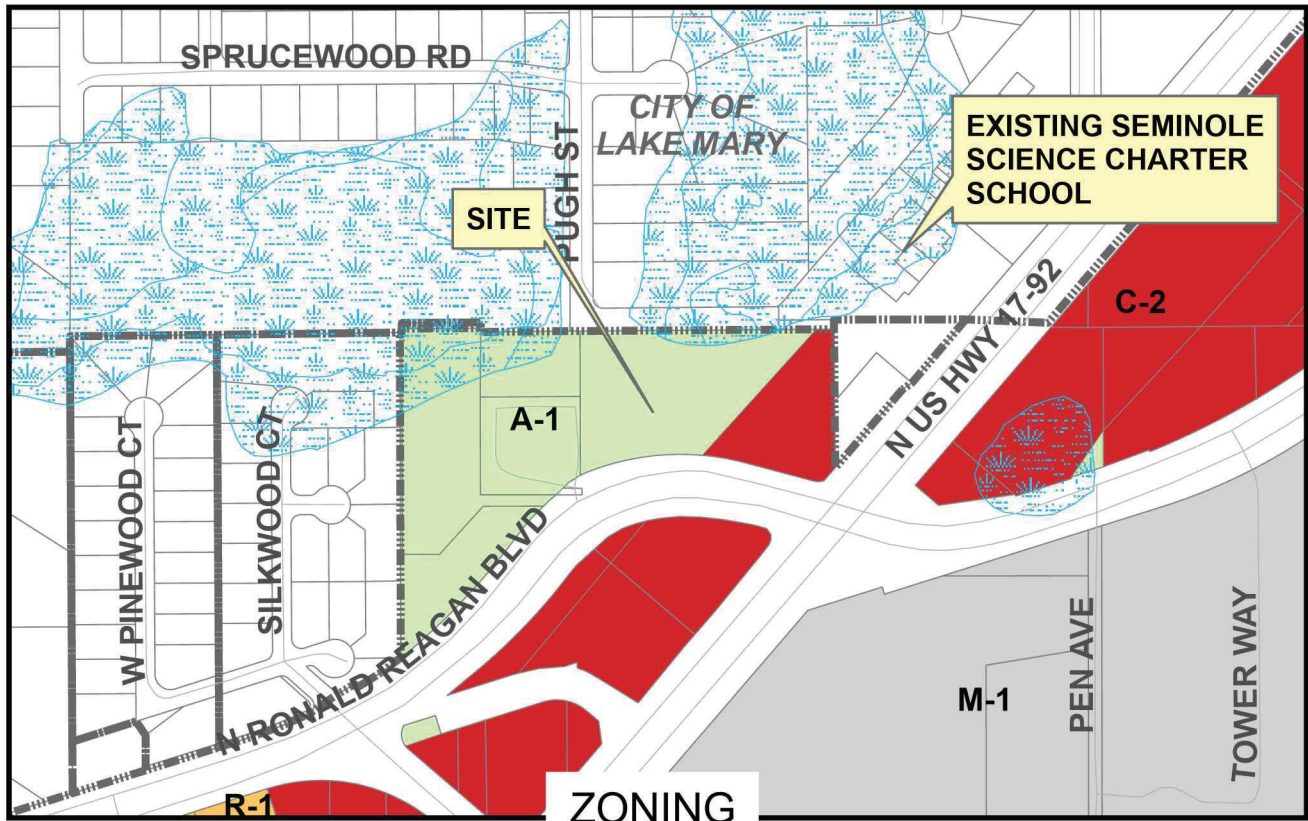 SPRUCEWOOD RD
CITY OF
LAKE MARY
EXISTING SEMINOLE
SCIENCE CHARTER
SCHOOL
SITE
PUGH ST
C-2
N US HWY 17-92
A-1
W PINEWOOD CT
SILKWOOD CT
N RONALD REAGAN BLVD
M-1
PEN AVE
TOWER WAY
R-1
ZONING